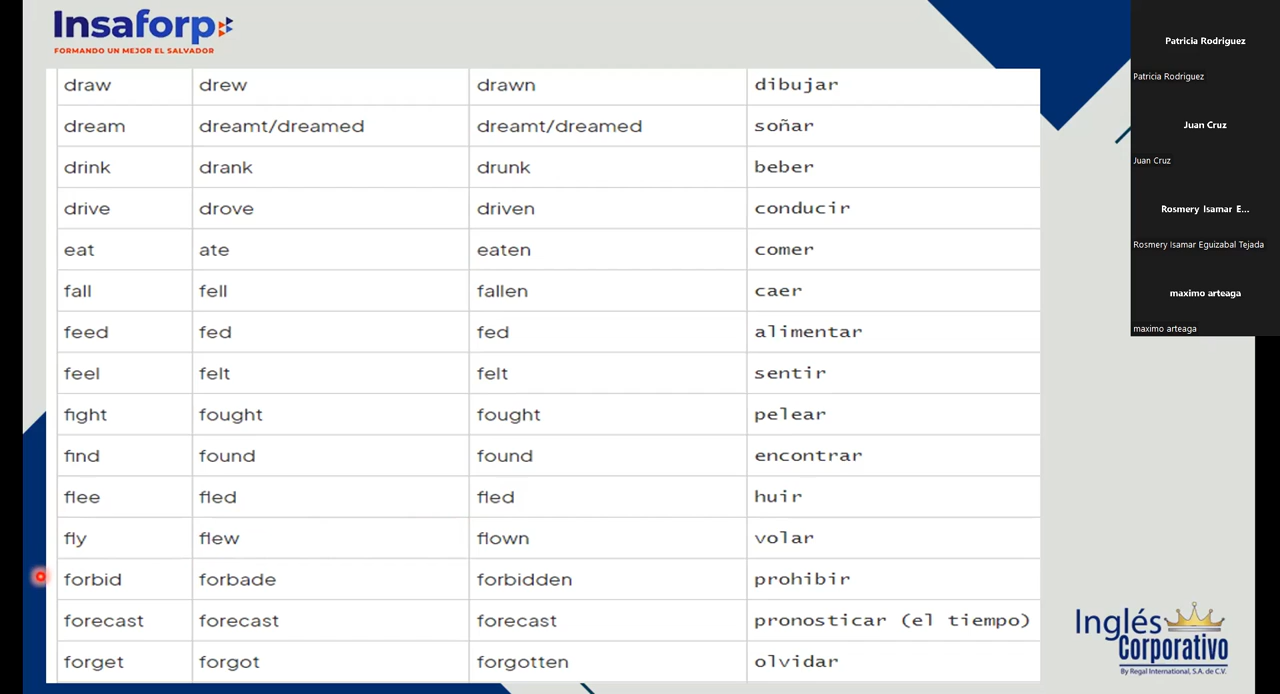 Insaforp
FORMANDO UN MEJOR EL SALVADOR
draw drew drawn dibujar
dream dreamt/dreamed dreamt/dreamed soñar
drink drank drunk beber
drive drove driven conducir
eat ate eaten comer
fall fell fallen caer
feed fed fed alimentar
feel felt felt sentir
fight fought fought pelear
find found found encontrar
flee fled fled huir
fly flew flown volar
forbid forbade forbidden prohibir
forecast forecast forecast pronosticar (el tiempo)
forget forgot forgotten olvidar
Patricia Rodriguez
Patricia Rodriguez
Juan Cruz
Juan Cruz
Rosmery Isamar E...
Rosmery Isamar Eguizabal Tejada
maximo arteaga
maximo arteaga
Inglés
Corporativo
By Regal International, S.A. de C.V.